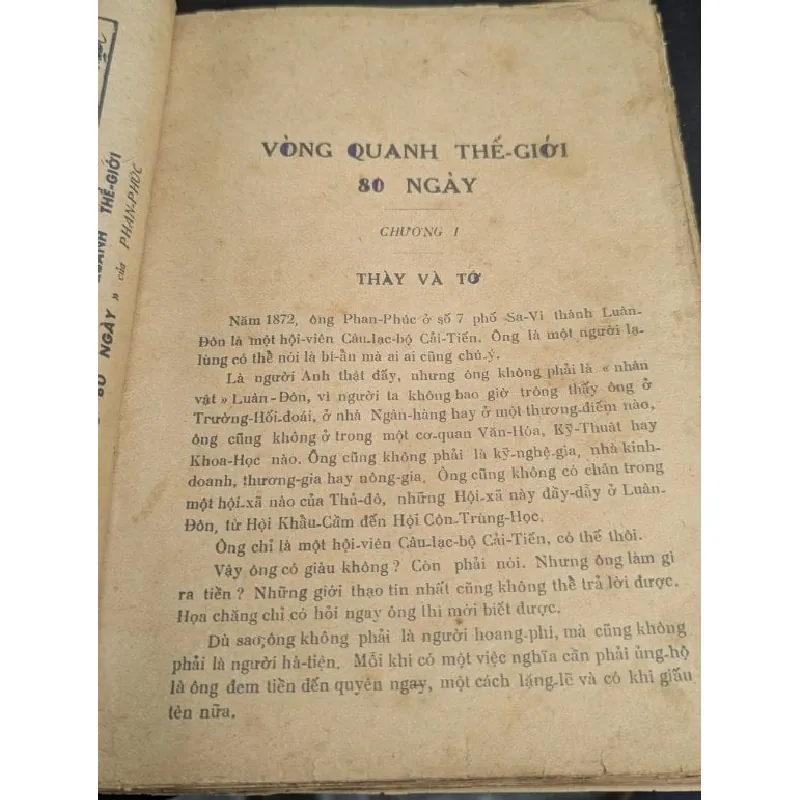 QUANH THẾ-GIỚI
80 NGÀY » của PHAN-PHÚC
VÒNG QUANH THẾ-GIỚI
80 NGÀY
CHƯƠNG I
THÀY VÀ TỚ
Năm 1872, ông Phan-Phúc ở số 7 phố Sa-Vi thành Luân-
Đôn là một hội-viên Câu-lạc-bộ Cải-Tiến. Ông là một người lạ-
lùng có thể nói là bí-ẩn mà ai ai cũng chú-ý.
Là người Anh thật đấy, nhưng ông không phải là « nhân
vật » Luân-Đôn, vì người ta không bao giờ trông thấy ông ở
Trường-Hối-đoái, ở nhà Ngân-hàng hay ở một thương-điếm nào,
ông cũng không ở trong một cơ-quan Văn-Hóa, Kỹ-Thuật hay
Khoa-Học nào. Ông cũng không phải là kỹ-nghệ-gia, nhà kinh-
doanh, thương-gia hay nông-gia. Ông cũng không có chân trong
một hội-xã nào của Thủ-đô, những Hội-xã này đầy-dẫy ở Luân-
Đôn, từ Hội Khẩu-Cầm đến Hội Côn-Trùng-Học.
Ông chỉ là một hội-viên Câu-lạc-bộ Cải-Tiến, có thế thôi.
Vậy ông có giàu không ? Còn phải nói. Nhưng ông làm gì
ra tiền ? Những giới thạo tin nhất cũng không thể trả lời được.
Họa chăng chỉ có hỏi ngay ông thì mới biết được.
Dù sao, ông không phải là người hoang-phí, mà cũng không
phải là người hà-tiện. Mỗi khi có một việc nghĩa cần phải ủng-hộ
là ông đem tiền đến quyên ngay, một cách lặng-lẽ và có khi giấu
tên nữa.